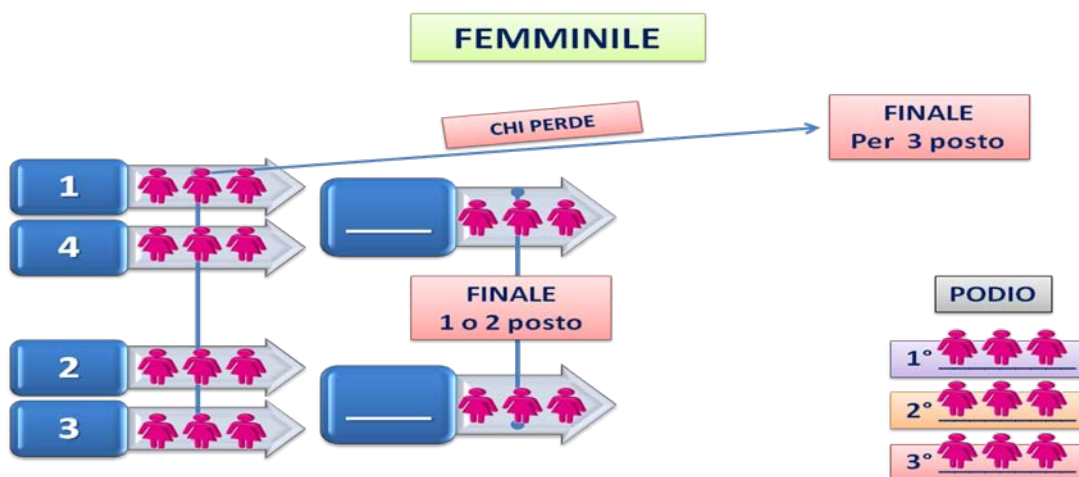 FEMMINILE
CHI PERDE
FINALE
Per 3 posto
1
4
2
3
FINALE
1 o 2 posto
PODIO
1°
2°
3°